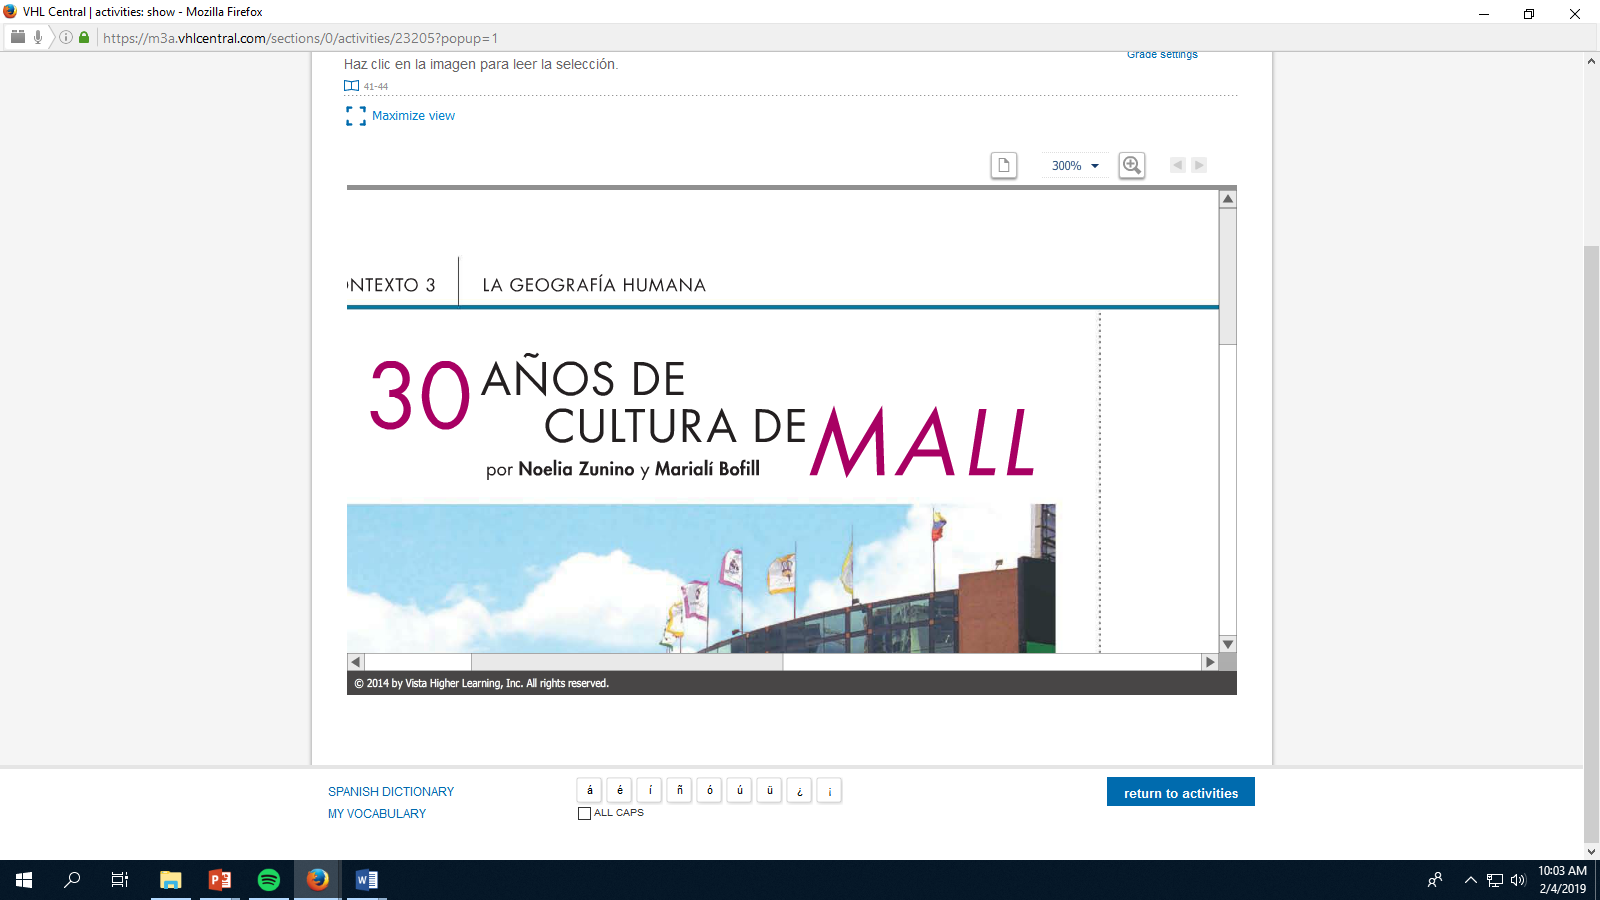 VHL Central | activities: show - Mozilla Firefox
https://m3a.vhlcentral.com/sections/0/activities/23205?popup=1
Grade settings
Haz clic en la imagen para leer la selección.
41-44
Maximize view
300%
ONTEXTO 3 LA GEOGRAFÍA HUMANA
30 AÑOS DE
CULTURA DE MALL
por Noelia Zunino y Marialí Bofill
© 2014 by Vista Higher Learning, Inc. All rights reserved.
SPANISH DICTIONARY
á é í ñ ó ú ü ¿ ¡
return to activities
MY VOCABULARY
ALL CAPS
10:03 AM
2/4/2019